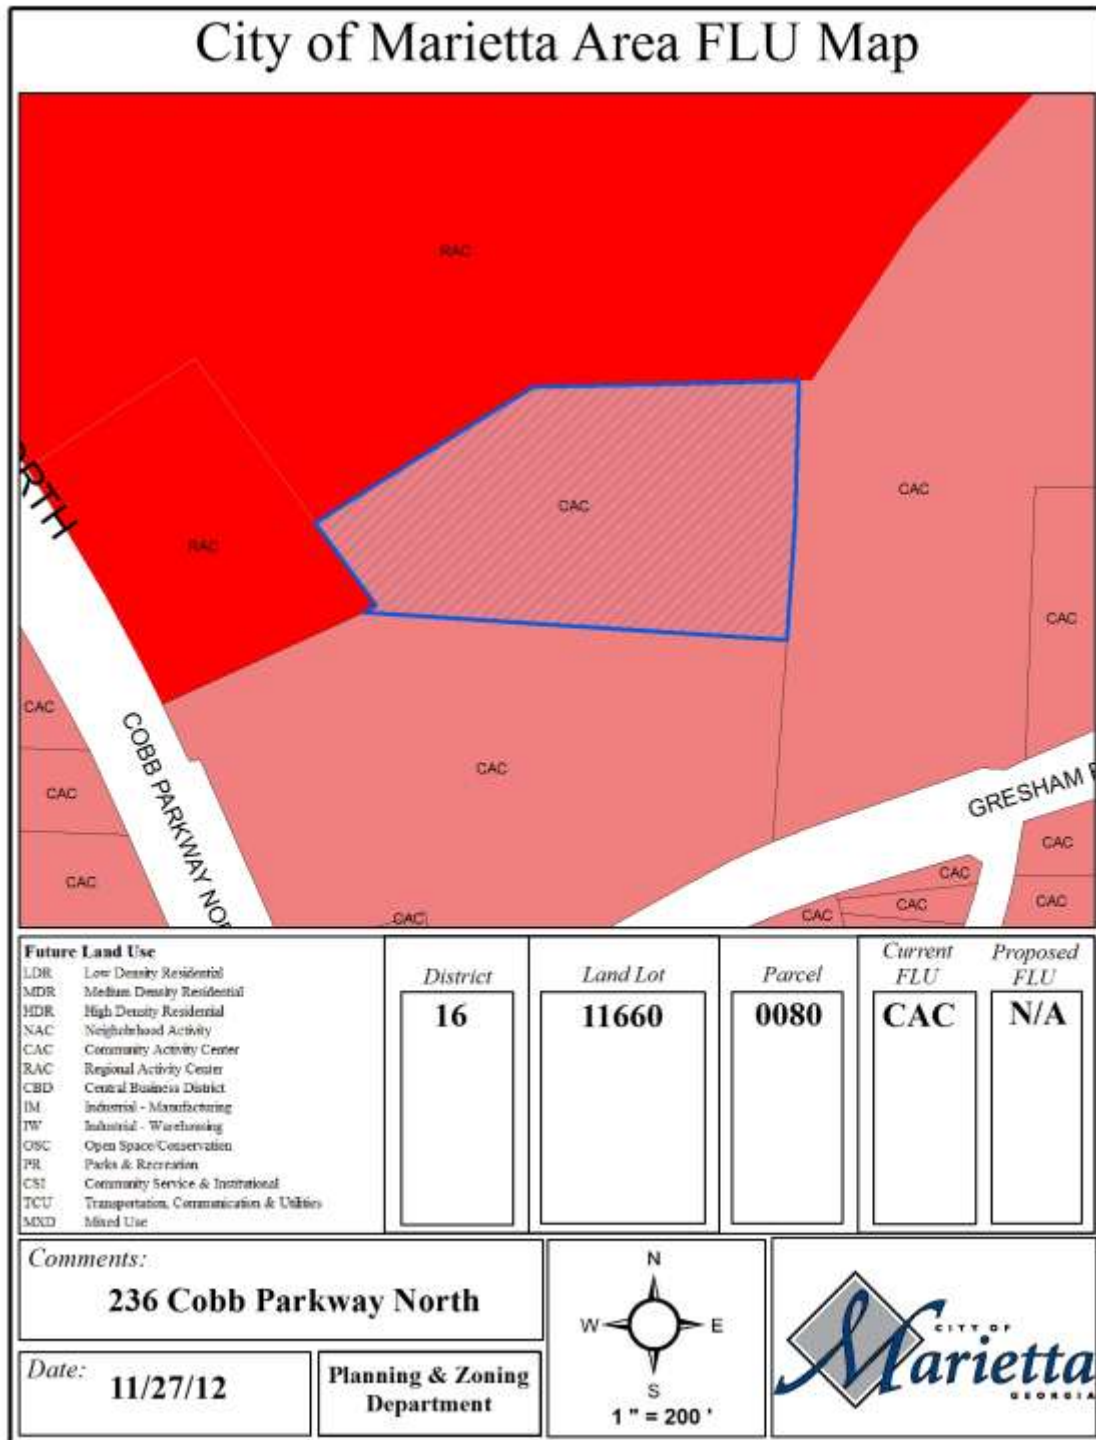 City of Marietta Area FLU Map
RAC
CAC
CAC
RAC
CAC
CAC
COBB PARKWAY NOR
CAC
CAC
GRESHAM
CAC
CAC
CAC
CAC
CAC
CAC
CAC
CAC
Future Land Use
LDR Low Density Residential
MDR Medium Density Residential
HDR High Density Residential
NAC Neighborhood Activity
CAC Community Activity Center
RAC Regional Activity Center
CBD Central Business District
IM Industrial - Manufacturing
IW Industrial - Warehousing
OSC Open Space/Conservation
PR Parks & Recreation
CSI Community Service & Institutional
TCU Transportation, Communication & Utilities
MXD Mixed Use
District
16
Land Lot
11660
Parcel
0080
Current
FLU
CAC
Proposed
FLU
N/A
Comments:
236 Cobb Parkway North
Date:
11/27/12
Planning & Zoning
Department
N
W E
S
1 " = 200 '
CITY OF
Marietta
GEORGIA